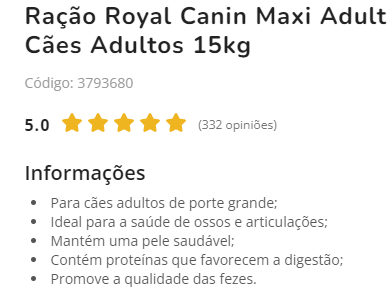 Ração Royal Canin Maxi Adult
Cães Adultos 15kg
Código: 3793680
5.0 (332 opiniões)
Informações
• Para cães adultos de porte grande;
• Ideal para a saúde de ossos e articulações;
• Mantém uma pele saudável;
• Contém proteínas que favorecem a digestão;
• Promove a qualidade das fezes.